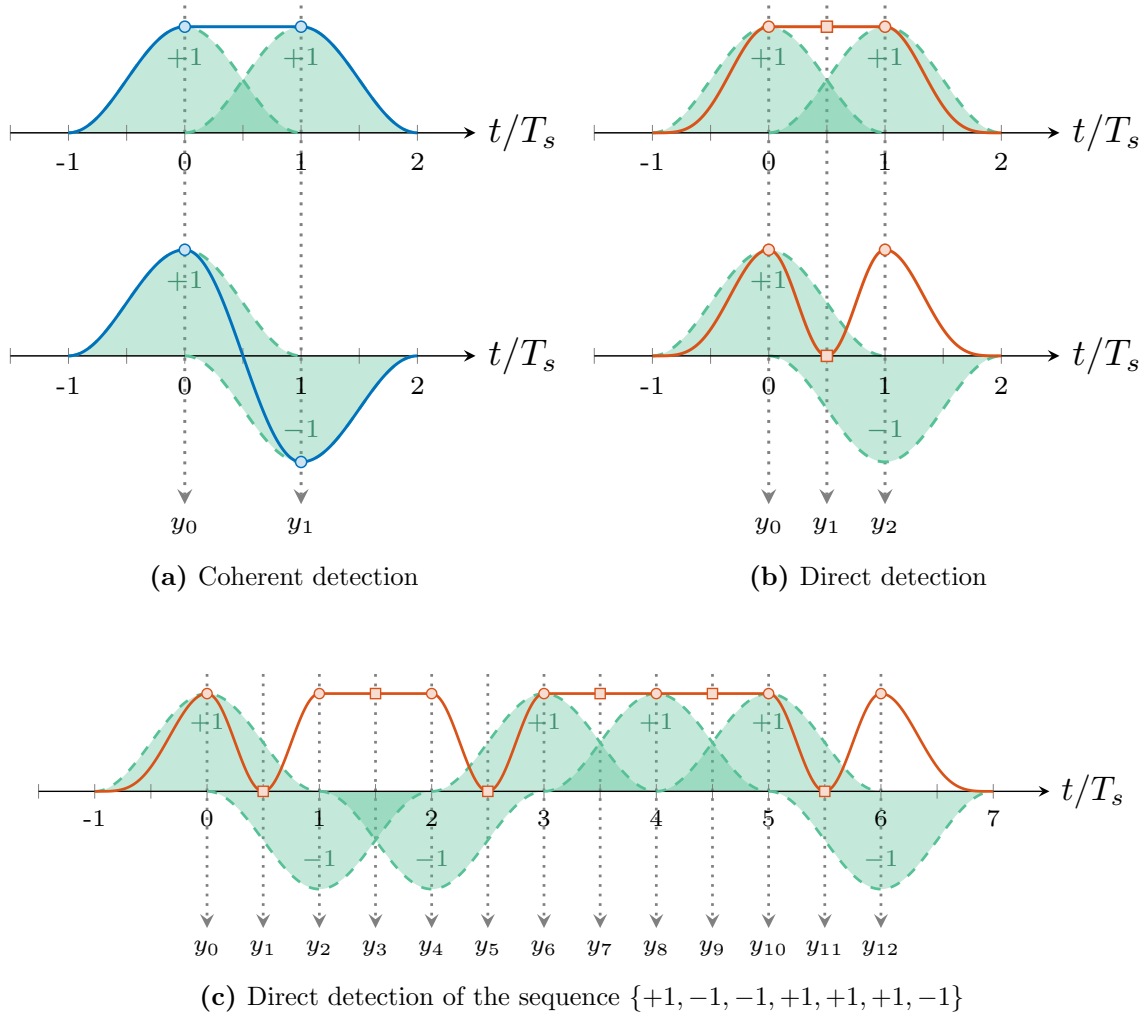 +1 +1
t/T_s
-1 0 1 2
+1 +1
t/T_s
-1 0 1 2
+1
t/T_s
-1 0 1 2
−1
+1
t/T_s
-1 0 1 2
−1
y_0 y_1
y_0 y_1 y_2
(a) Coherent detection
(b) Direct detection
+1 +1 +1 +1
t/T_s
-1 0 1 2 3 4 5 6 7
−1 −1 −1
y_0 y_1 y_2 y_3 y_4 y_5 y_6 y_7 y_8 y_9 y_10 y_11 y_12
(c) Direct detection of the sequence {+1, −1, −1, +1, +1, +1, −1}